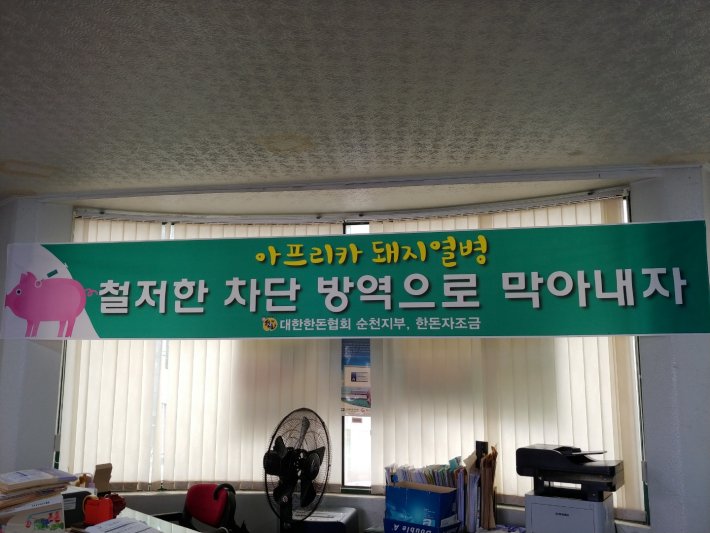 아프리카 돼지열병
철저한 차단 방역으로 막아내자
대한한돈협회 순천지부, 한돈자조금
Double A